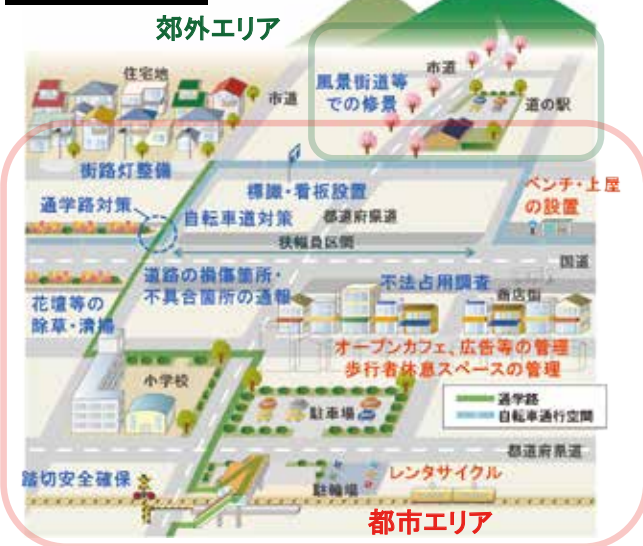 郊外エリア
住宅地
市道
風景街道等
での修景
市道
道の駅
街路灯整備
標識・看板設置
ベンチ・上屋
の設置
通学路対策
自転車道対策
都道府県道
狭幅員区間
国道
道路の損傷箇所・
不具合箇所の通報
不法占用調査
商店街
花壇等の
除草・清掃
オープンカフェ、広告等の管理
歩行者休息スペースの管理
小学校
通学路
自転車通行空間
駐車場
都道府県道
踏切安全確保
駐輪場
レンタサイクル
都市エリア